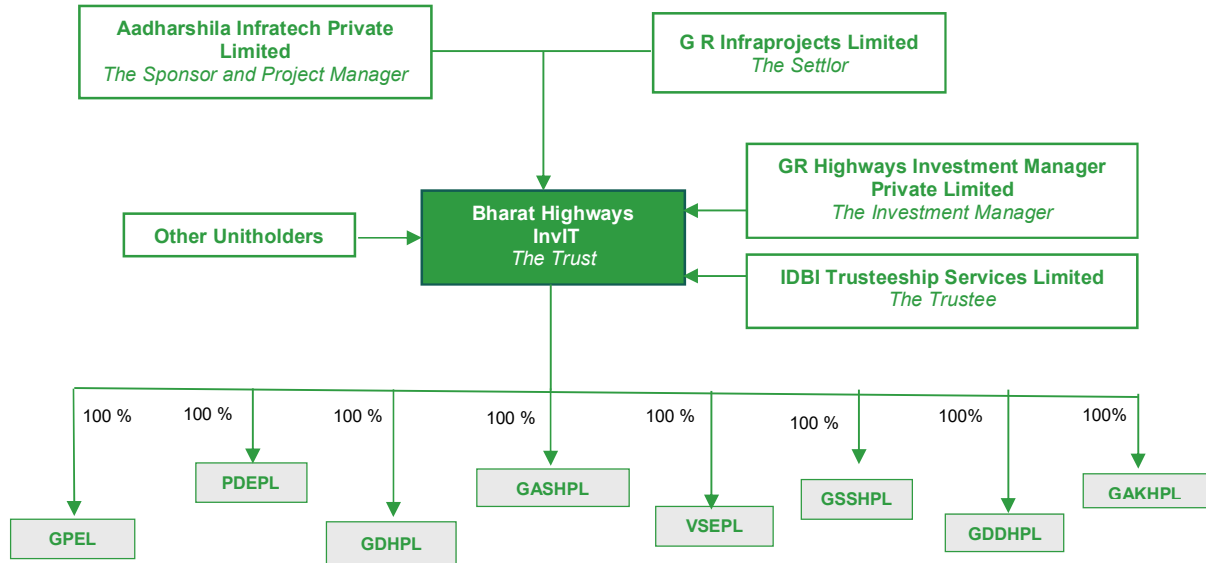 Aadharshila Infratech Private
Limited
The Sponsor and Project Manager
G R Infraprojects Limited
The Settlor
GR Highways Investment Manager
Private Limited
The Investment Manager
Bharat Highways
InvIT
The Trust
Other Unitholders
IDBI Trusteeship Services Limited
The Trustee
100 %
100 %
100 %
100 %
100 %
100 %
100%
100%
PDEPL
GASHPL
GSSHPL
GAKHPL
GPEL
GDHPL
VSEPL
GDDHPL